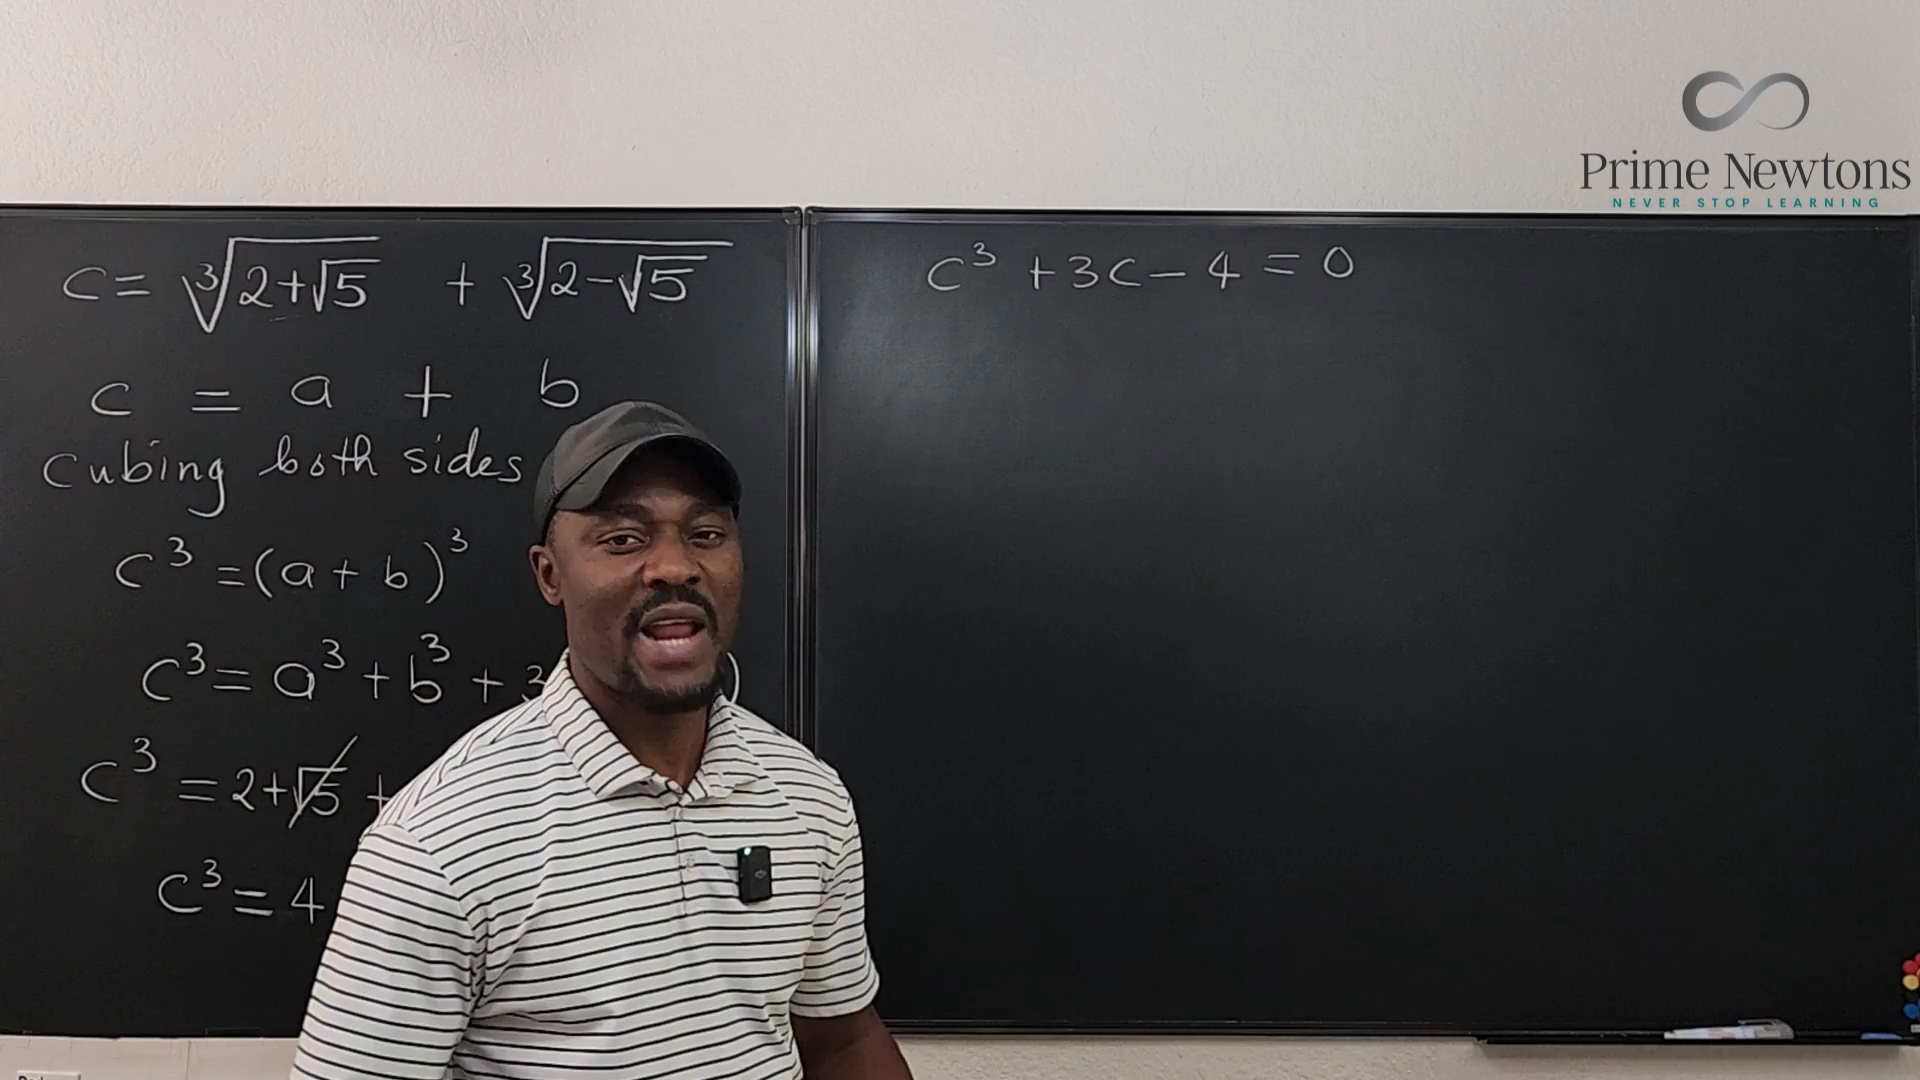 Prime Newtons
NEVER STOP LEARNING
c = ∛(2+√5) + ∛(2-√5)
c = a + b
Cubing both sides
c³ = (a + b)³
c³ = a³ + b³ + 3 )
c³ = 2+√5 +
c³ = 4
c³ + 3c - 4 = 0